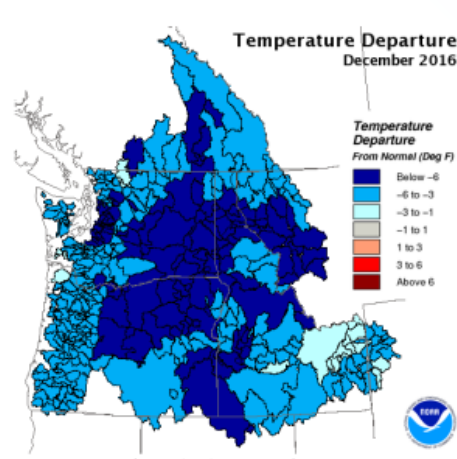 Temperature Departure
December 2016
Temperature
Departure
From Normal (Deg F)
Below -6
-6 to -3
-3 to -1
-1 to 1
1 to 3
3 to 6
Above 6
NOAA